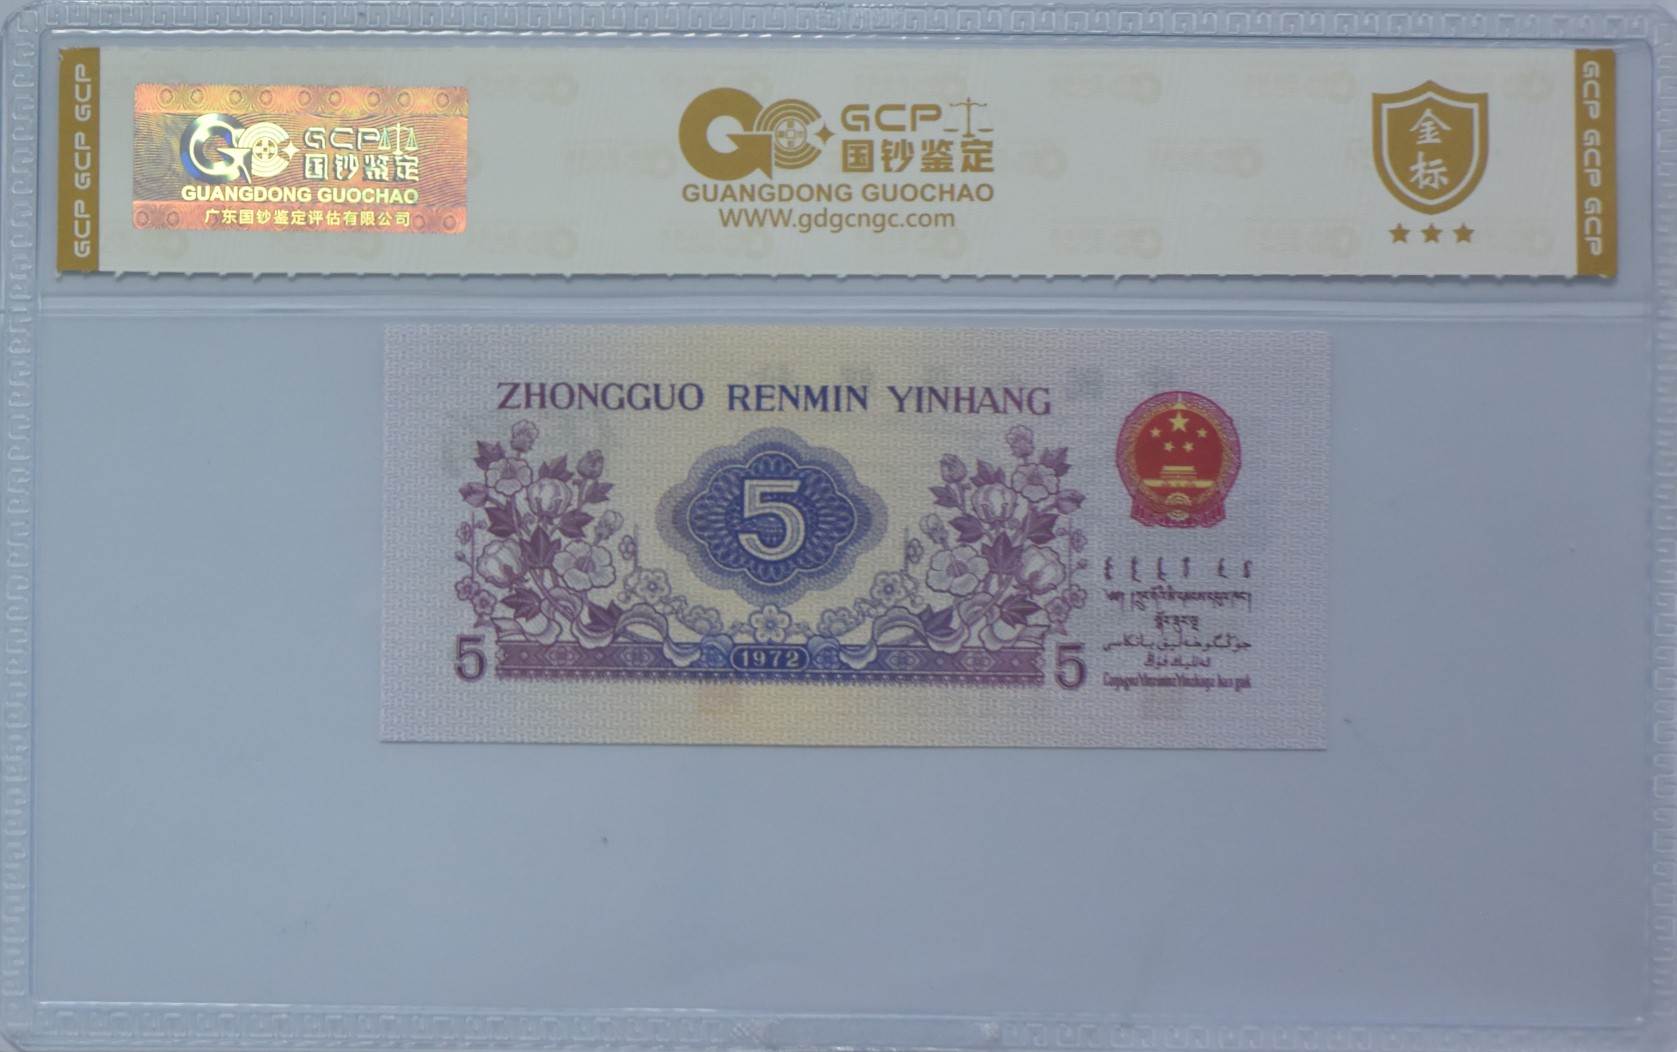 GCP GCP GCP
GCP
国钞鉴定
GUANGDONG GUOCHAO
广东国钞鉴定评估有限公司
GCP
国钞鉴定
GUANGDONG GUOCHAO
WWW.gdgcngc.com
金
标
GCP GCP GCP
ZHONGGUO RENMIN YINHANG
5
5
1972
5